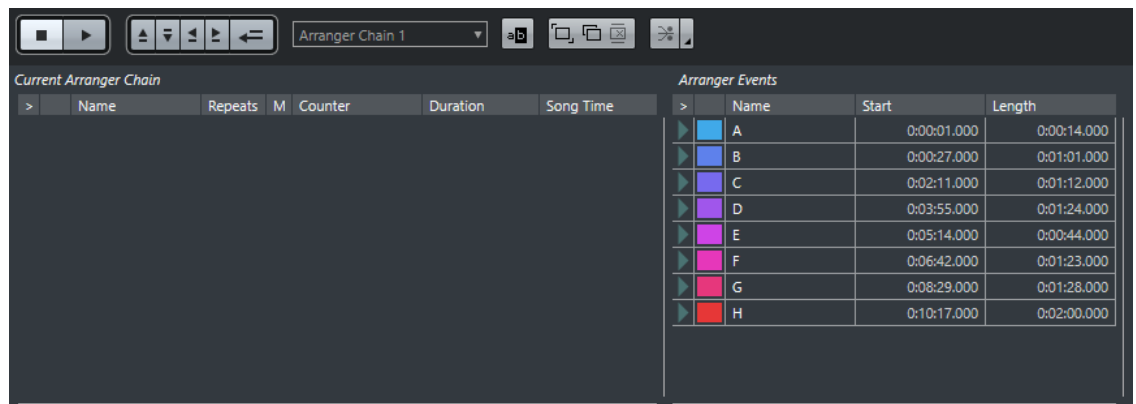 Arranger Chain 1 ab
Current Arranger Chain
> Name Repeats M Counter Duration Song Time
Arranger Events
> Name Start Length
A 0:00:01.000 0:00:14.000
B 0:00:27.000 0:01:01.000
C 0:02:11.000 0:01:12.000
D 0:03:55.000 0:01:24.000
E 0:05:14.000 0:00:44.000
F 0:06:42.000 0:01:23.000
G 0:08:29.000 0:01:28.000
H 0:10:17.000 0:02:00.000